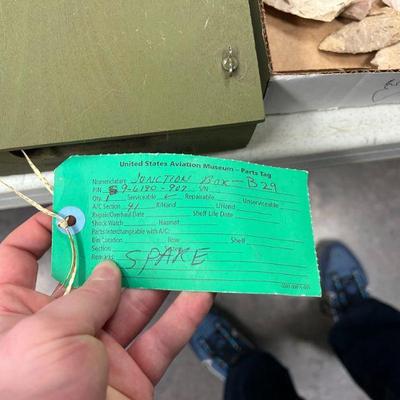 United States Aviation Museum - Parts Tag
Nomenclature JONCTION BOX - B29
P/N 9-6180-902 S/N
Qty. 1 Serviceable ✓ Repairable Unserviceable
A/C Section 41 R/Hand L/Hand
Repair/Overhaul Date Shelf Life Date
Shock Watch Hazmat
Parts Interchangeable with A/C:
Bin Location Row Shelf
Section
Remarks: SPARE